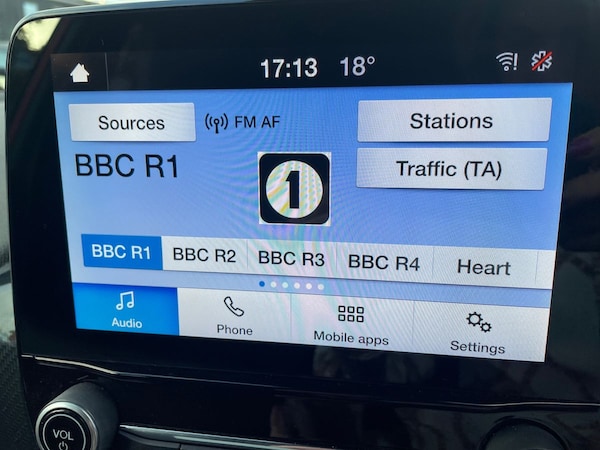 17:13 18°
Sources FM AF Stations
BBC R1 1 Traffic (TA)
BBC R1 BBC R2 BBC R3 BBC R4 Heart
Audio Phone Mobile apps Settings
VOL